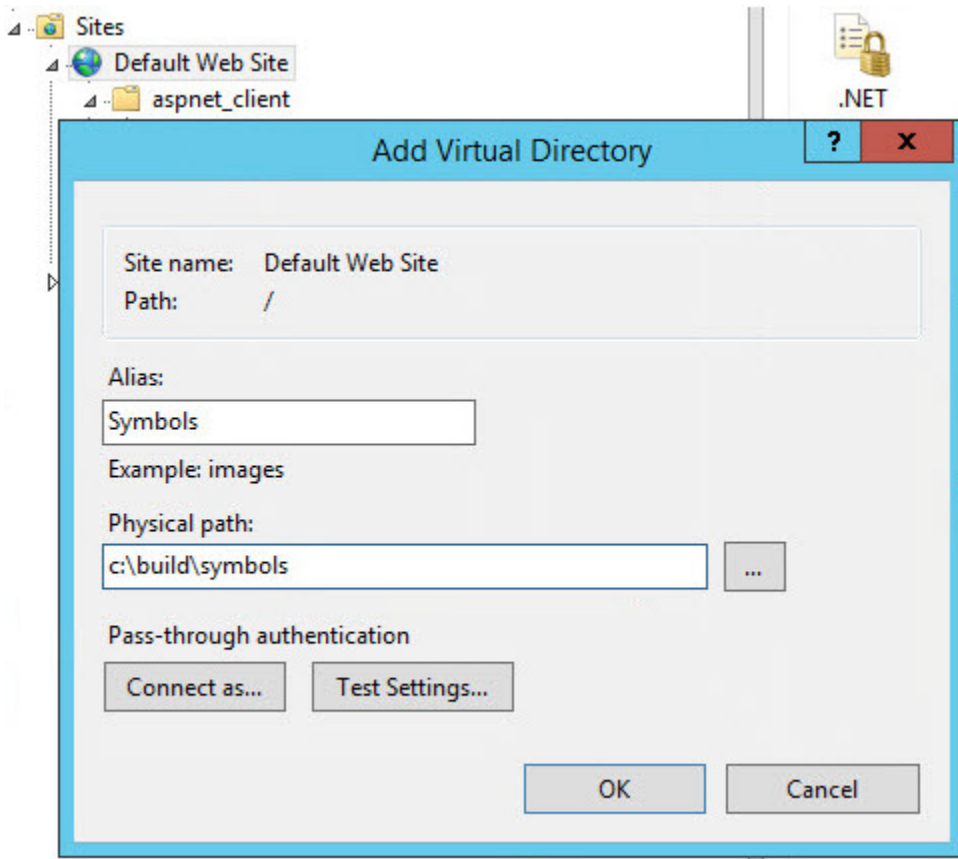 Sites
Default Web Site
aspnet_client
.NET
Add Virtual Directory
?
x
Site name: Default Web Site
Path: /
Alias:
Symbols
Example: images
Physical path:
c:\build\symbols
...
Pass-through authentication
Connect as... Test Settings...
OK Cancel